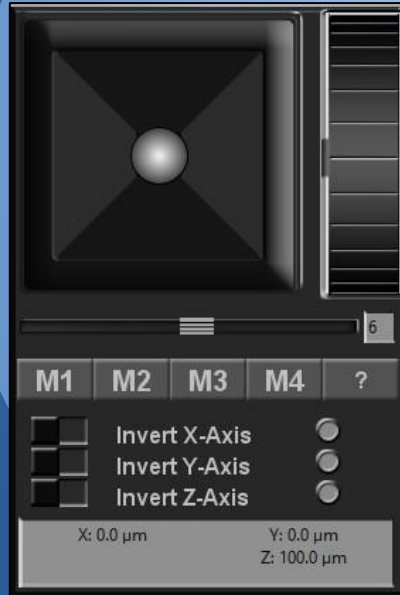 6
M1 M2 M3 M4 ?
Invert X-Axis
Invert Y-Axis
Invert Z-Axis
X: 0.0 µm Y: 0.0 µm
Z: 100.0 µm